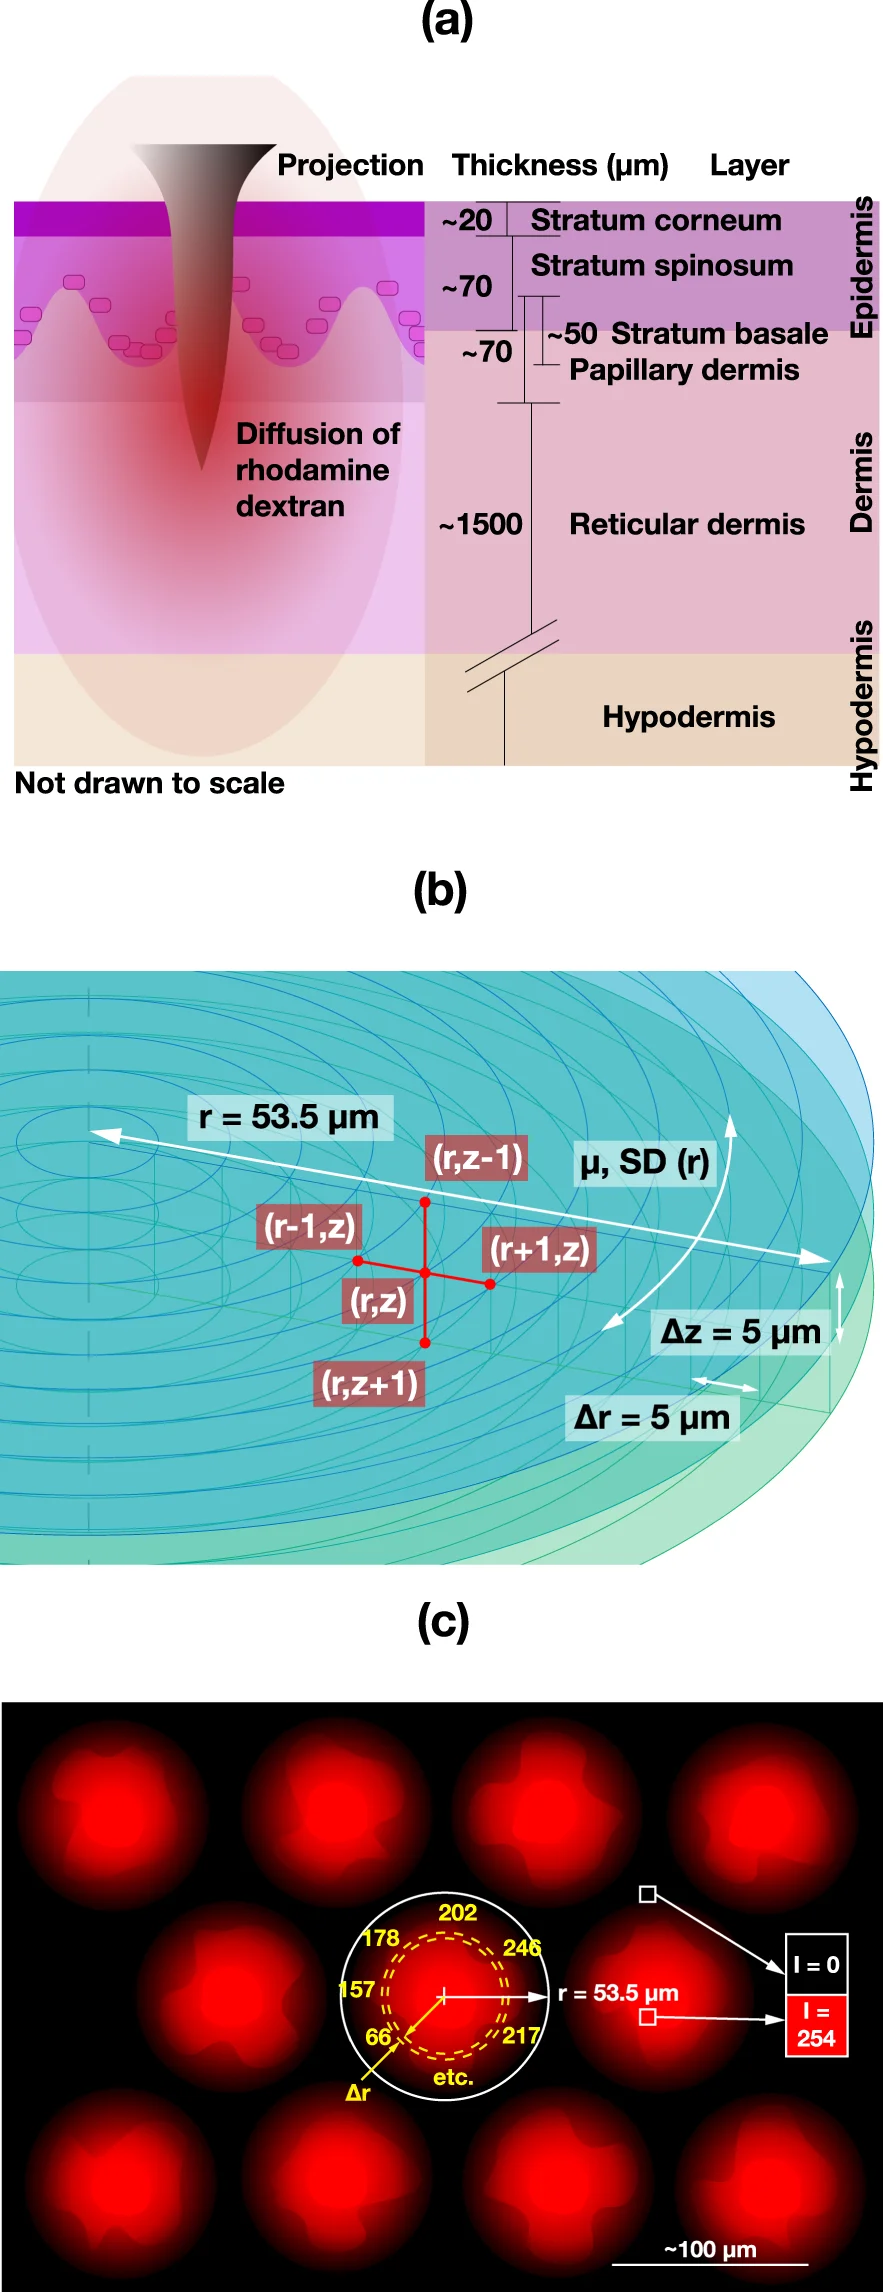 (a)
Projection Thickness (µm) Layer
~20 Stratum corneum
Stratum spinosum
~70
Epidermis
~50 Stratum basale
~70
Papillary dermis
Diffusion of
rhodamine
dextran
~1500 Reticular dermis
Dermis
Hypodermis
Hypodermis
Not drawn to scale
(b)
r = 53.5 µm
(r,z-1)
µ, SD (r)
(r-1,z)
(r+1,z)
(r,z)
Δz = 5 µm
(r,z+1)
Δr = 5 µm
(c)
202
178
246
I = 0
157
r = 53.5 µm
I =
254
66
217
etc.
Δr
~100 µm